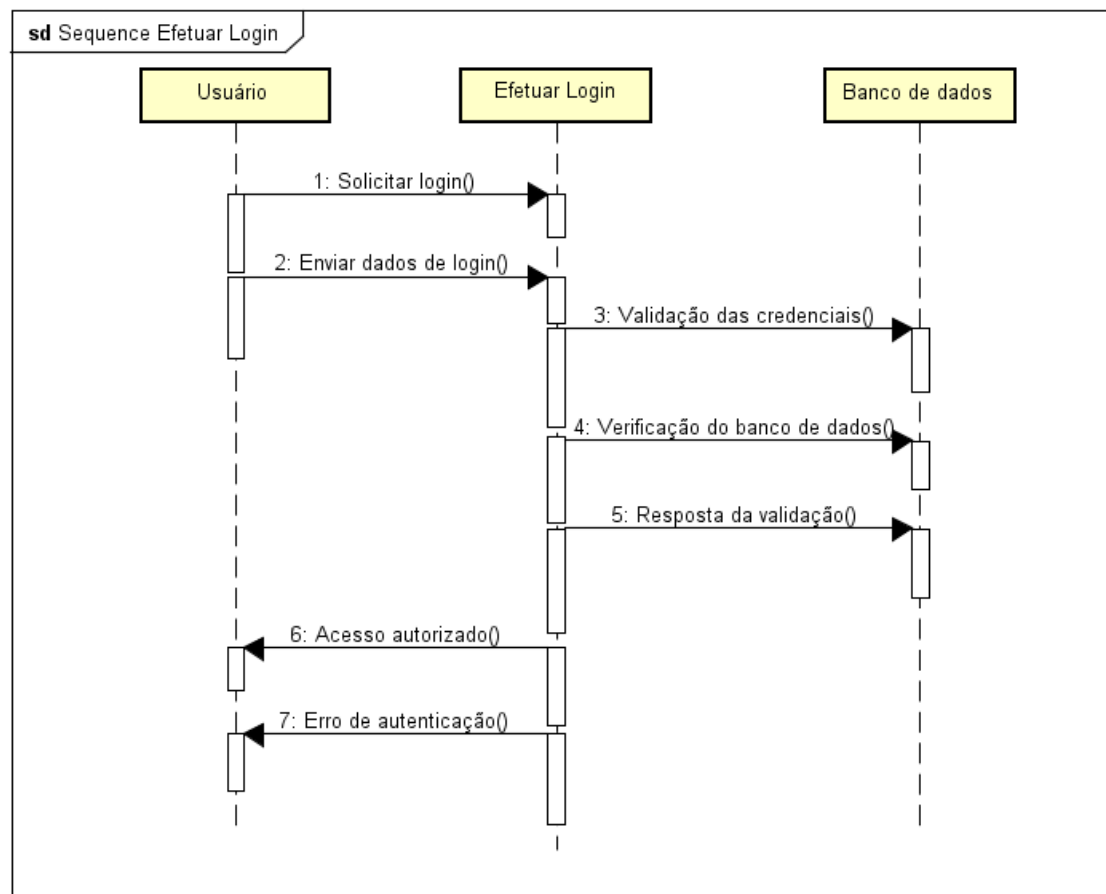 sd Sequence Efetuar Login
Usuário
Efetuar Login
Banco de dados
1: Solicitar login()
2: Enviar dados de login()
3: Validação das credenciais()
4: Verificação do banco de dados()
5: Resposta da validação()
6: Acesso autorizado()
7: Erro de autenticação()